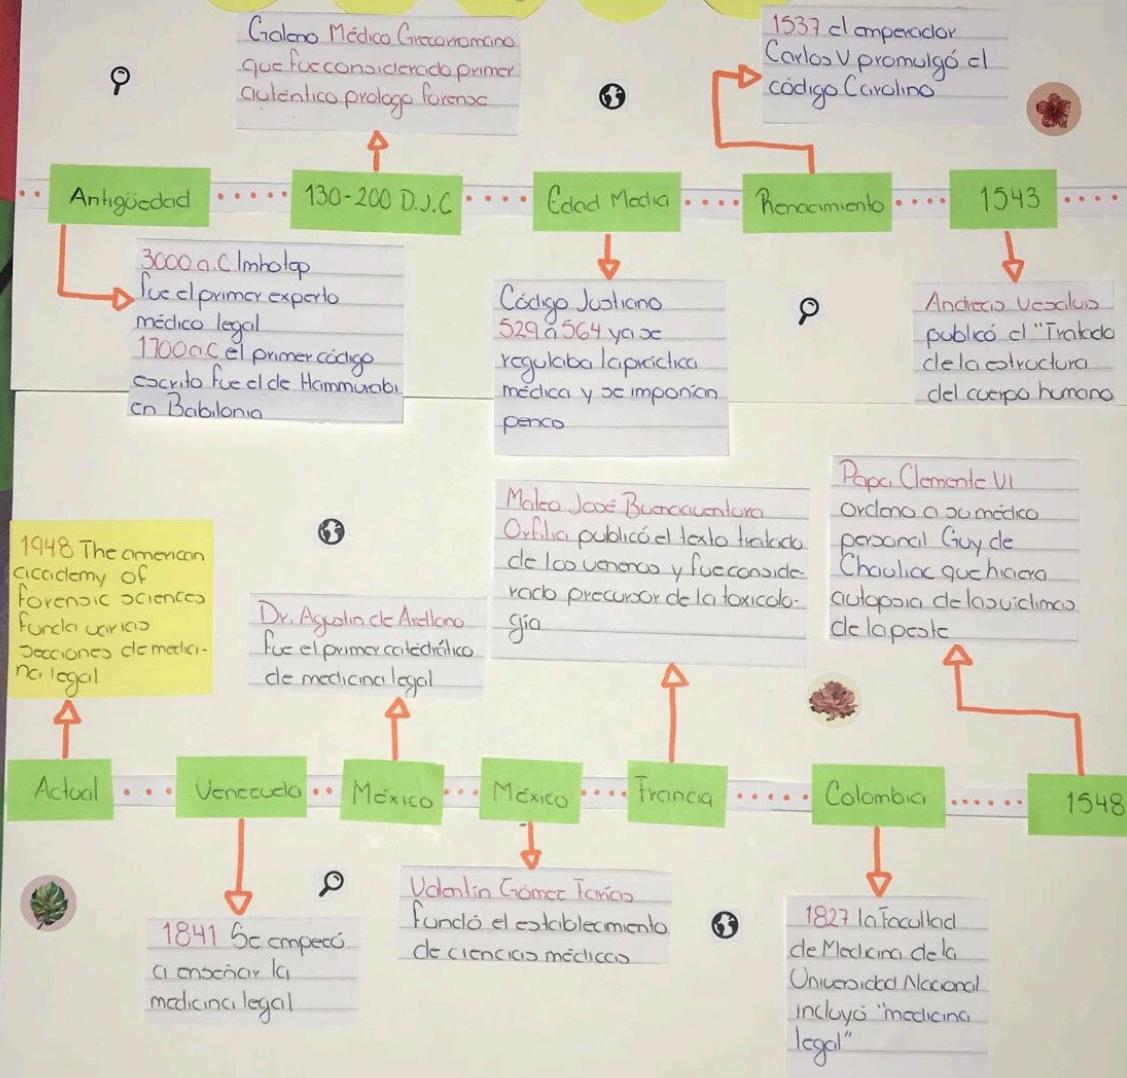 Galeno Médico Grecorromano
que fue considerado primer
auténtico prologo forense
1537 el emperador
Carlos V promulgó el
código Carolino
Antigüedad
130-200 D.J.C
Edad Media
Renacimiento
1543
3000 a.C Imhotep
fue el primer experto
médico legal
1700 a.C el primer código
escrito fue el de Hammurabi
en Babilonia
Código Justiano
529 a 564 ya se
regulaba la práctica
médica y se imponían
penas
Andreas Vesalius
publicó el "Tratado
de la estructura
del cuerpo humano
1948 The american
academy of
forensic sciences
funda varias
secciones de medici-
na legal
Dr. Agustin de Arellano
fue el primer catedrático
de medicina legal
Mateo José Buenaventura
Orfilia publicó el texto tratado
de los venenos y fue conside-
rado precursor de la toxicolo-
gía
Papa Clemente VI
ordeno a su médico
personal Guy de
Chauliac que hiciera
autopsia de las victimas
de la peste
Actual
Venezuela
México
México
Francia
Colombia
1548
1841 Se empezó
a enseñar la
medicina legal
Valentín Gómez Farías
fundó el establecimiento
de ciencias médicas
1827 la Facultad
de Medicina de la
Universidad Nacional
incluyó "medicina
legal"